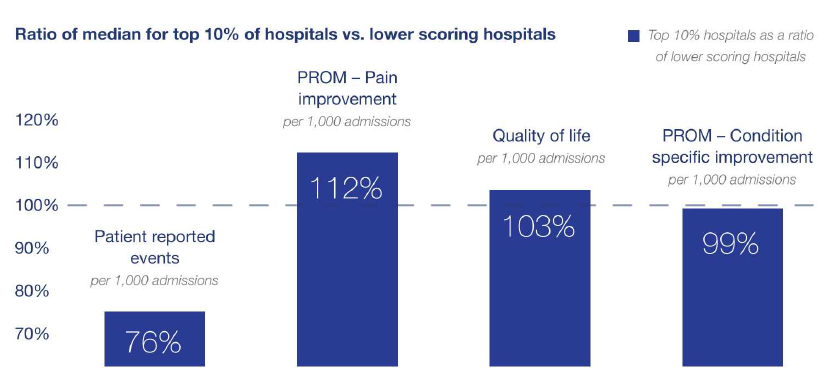 Ratio of median for top 10% of hospitals vs. lower scoring hospitals
Top 10% hospitals as a ratio
of lower scoring hospitals
120%
110%
100%
90%
80%
70%
Patient reported
events
per 1,000 admissions
76%
PROM – Pain
improvement
per 1,000 admissions
112%
Quality of life
per 1,000 admissions
103%
PROM – Condition
specific improvement
per 1,000 admissions
99%